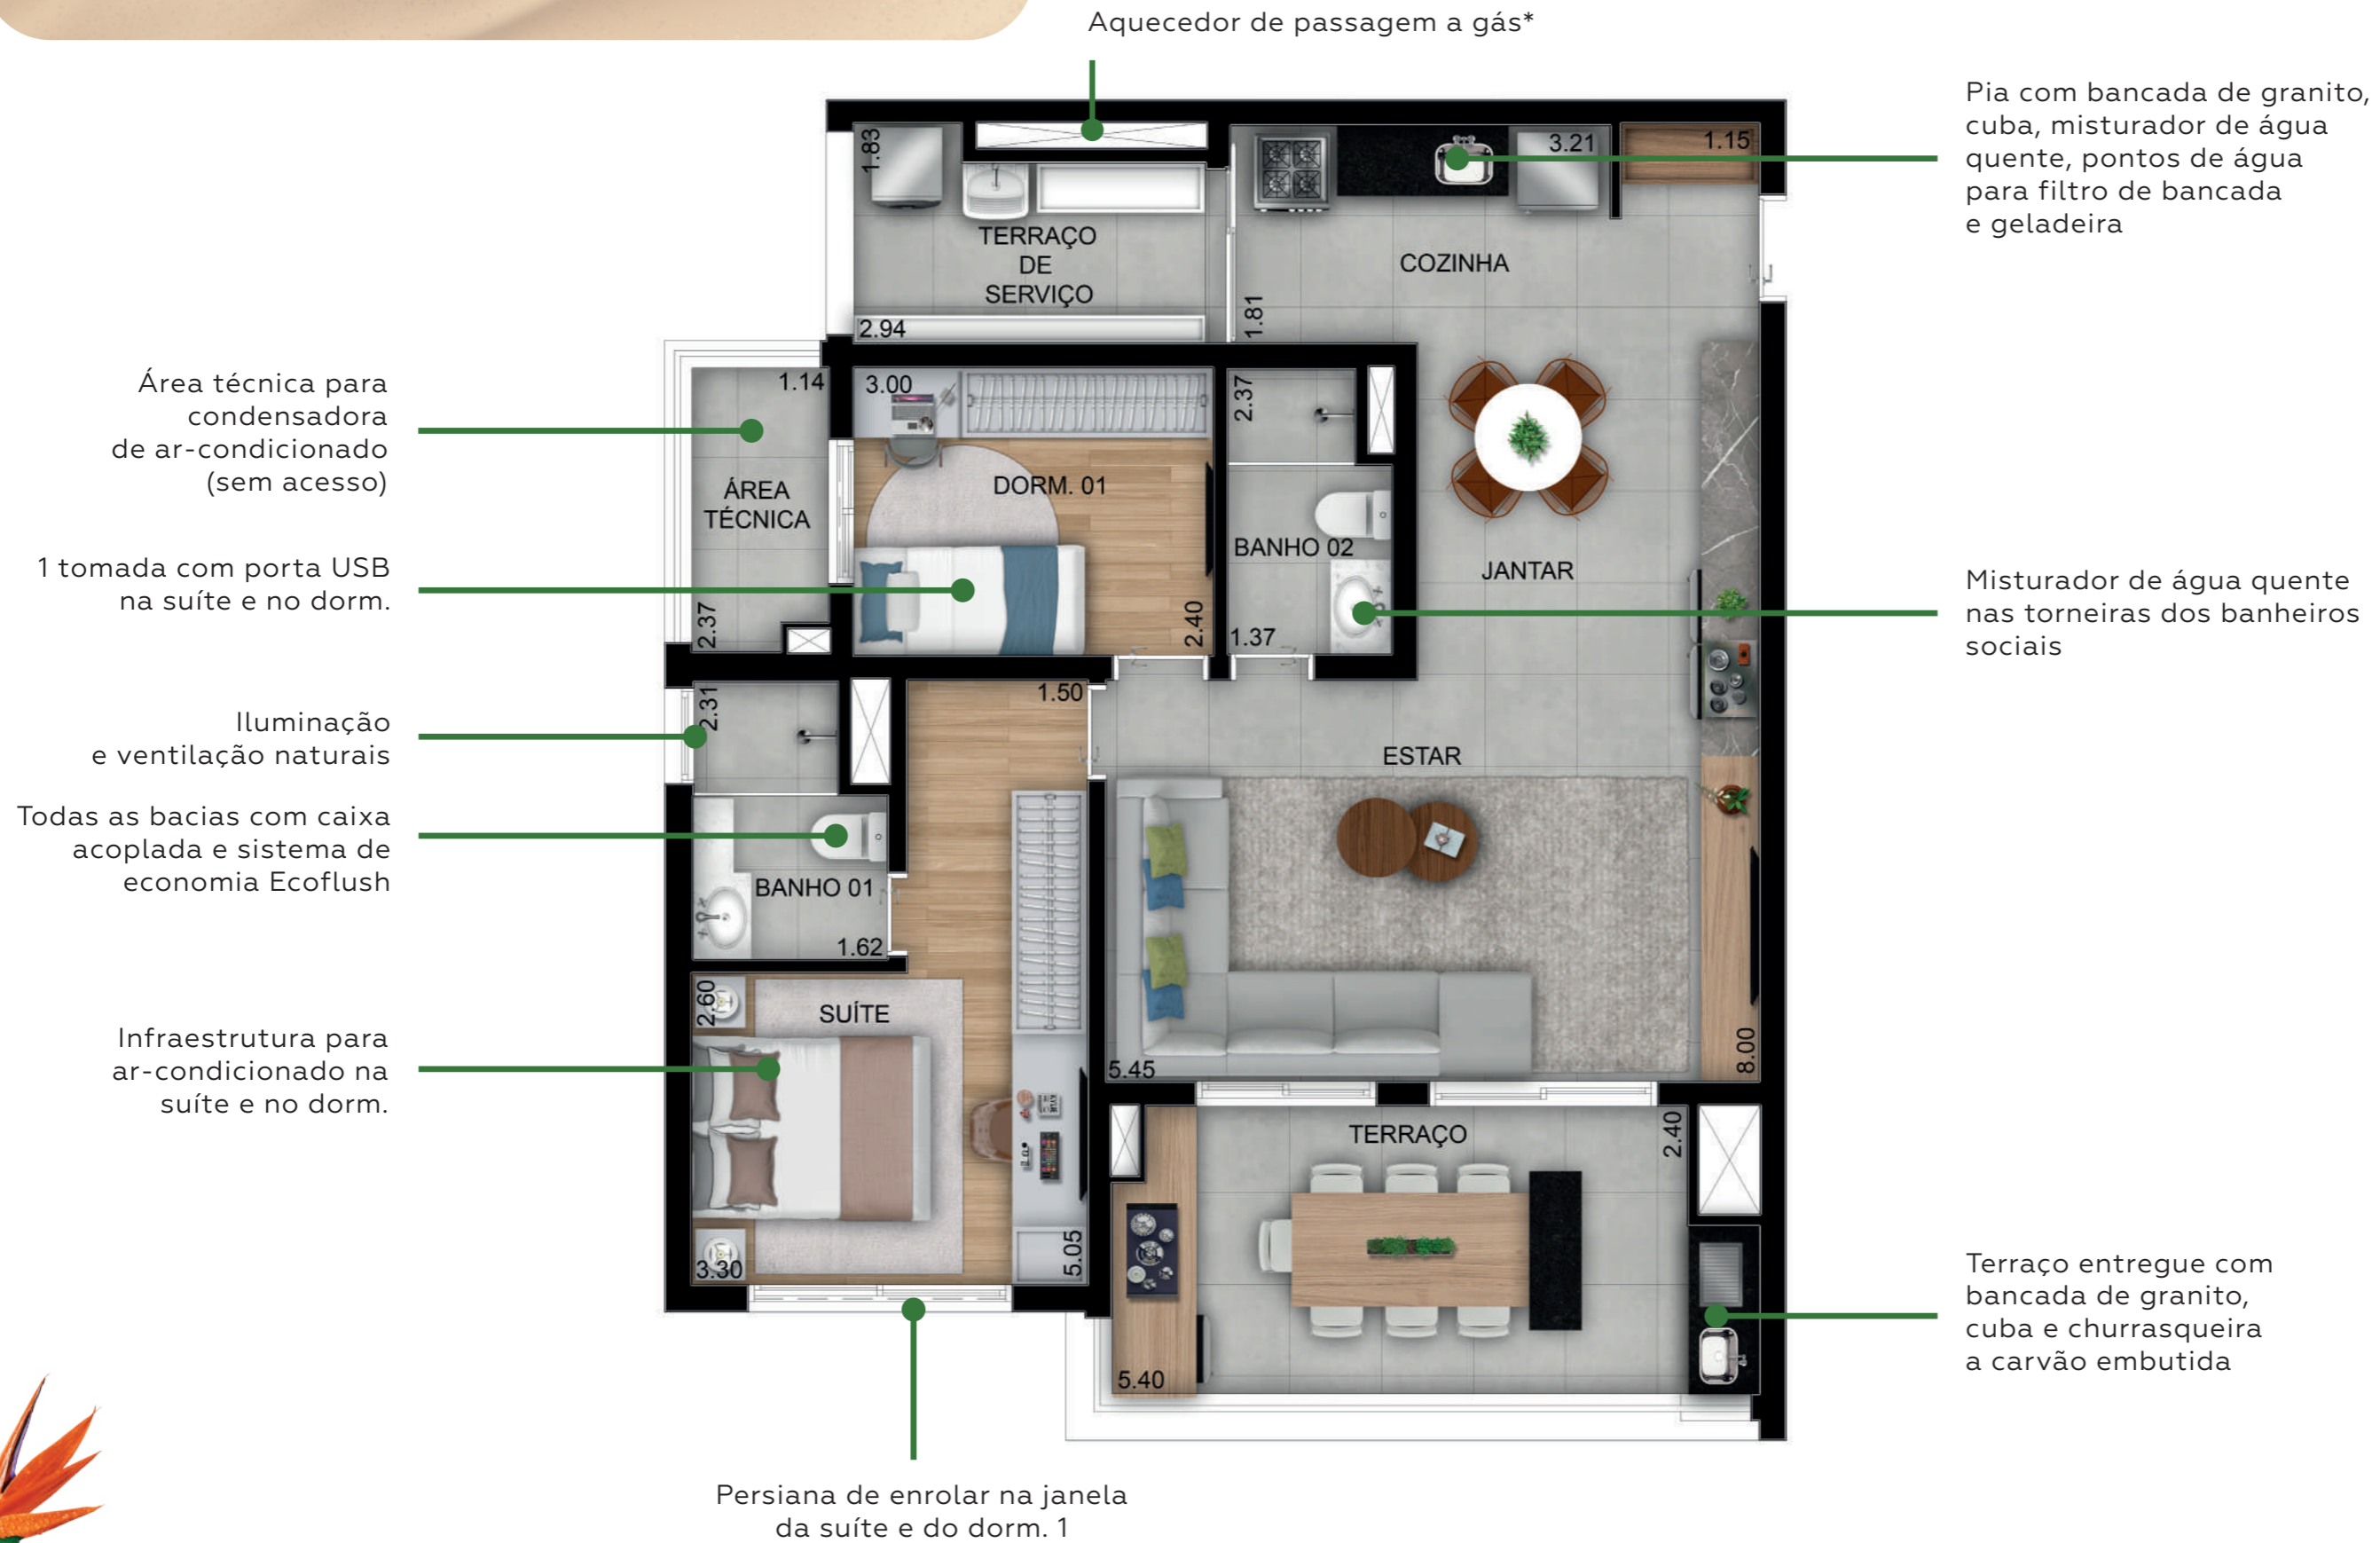 Aquecedor de passagem a gás*
Pia com bancada de granito,
cuba, misturador de água
quente, pontos de água
para filtro de bancada
e geladeira
1.83
3.21
1.15
TERRAÇO
DE
SERVIÇO
COZINHA
2.94
1.81
Área técnica para
condensadora
de ar-condicionado
(sem acesso)
1.14
3.00
2.37
ÁREA
TÉCNICA
DORM. 01
BANHO 02
JANTAR
1 tomada com porta USB
na suíte e no dorm.
2.37
2.40
1.37
Misturador de água quente
nas torneiras dos banheiros
sociais
Iluminação
e ventilação naturais
2.31
1.50
ESTAR
Todas as bacias com caixa
acoplada e sistema de
economia Ecoflush
BANHO 01
1.62
2.60
SUÍTE
Infraestrutura para
ar-condicionado na
suíte e no dorm.
5.45
8.00
TERRAÇO
2.40
3.30
5.05
5.40
Terraço entregue com
bancada de granito,
cuba e churrasqueira
a carvão embutida
Persiana de enrolar na janela
da suíte e do dorm. 1